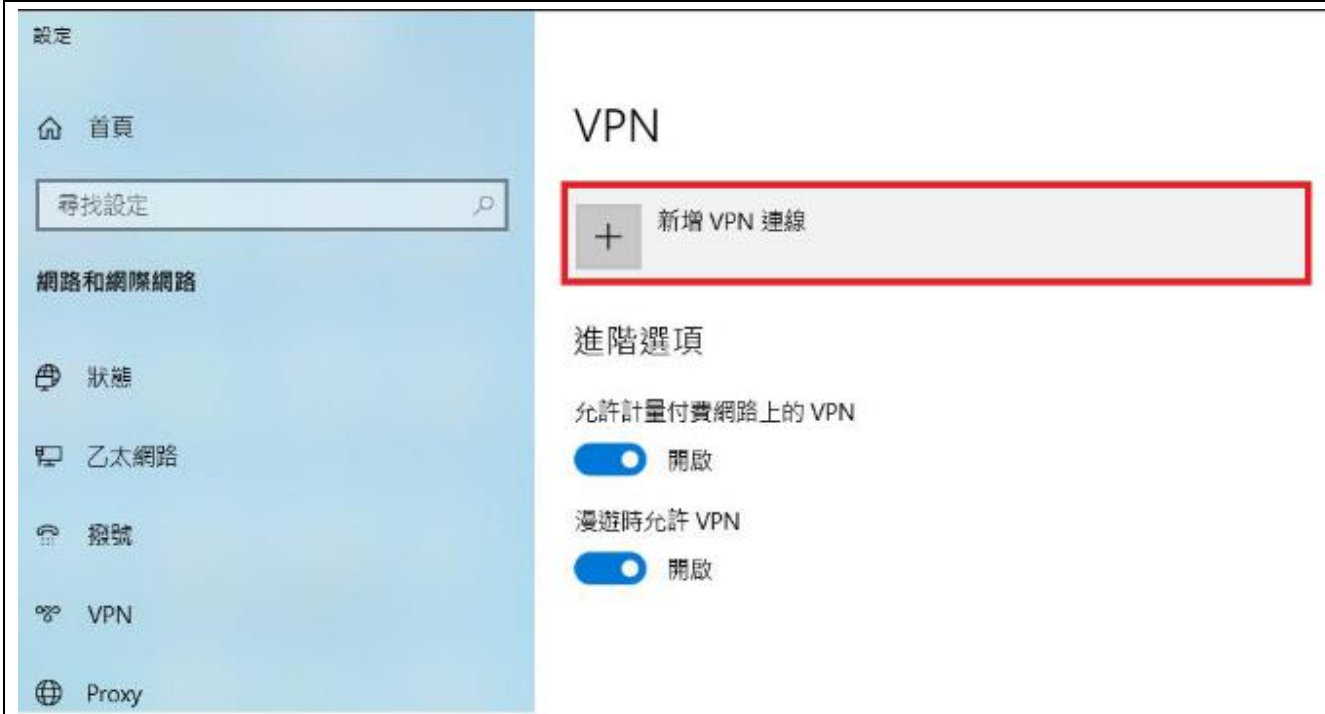 設定
首頁
尋找設定
網路和網際網路
狀態
乙太網路
撥號
VPN
Proxy
VPN
新增 VPN 連線
進階選項
允許計量付費網路上的 VPN
開啟
漫遊時允許 VPN
開啟